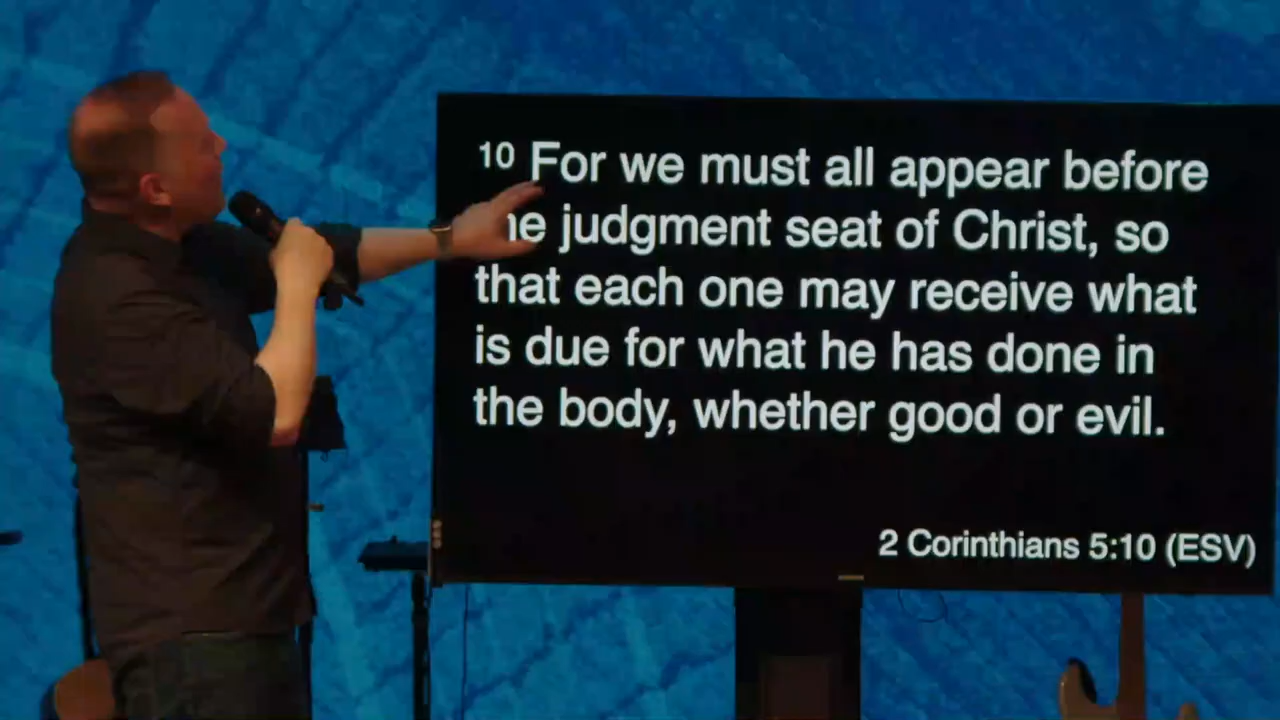 10 For we must all appear before
he judgment seat of Christ, so
that each one may receive what
is due for what he has done in
the body, whether good or evil.
2 Corinthians 5:10 (ESV)